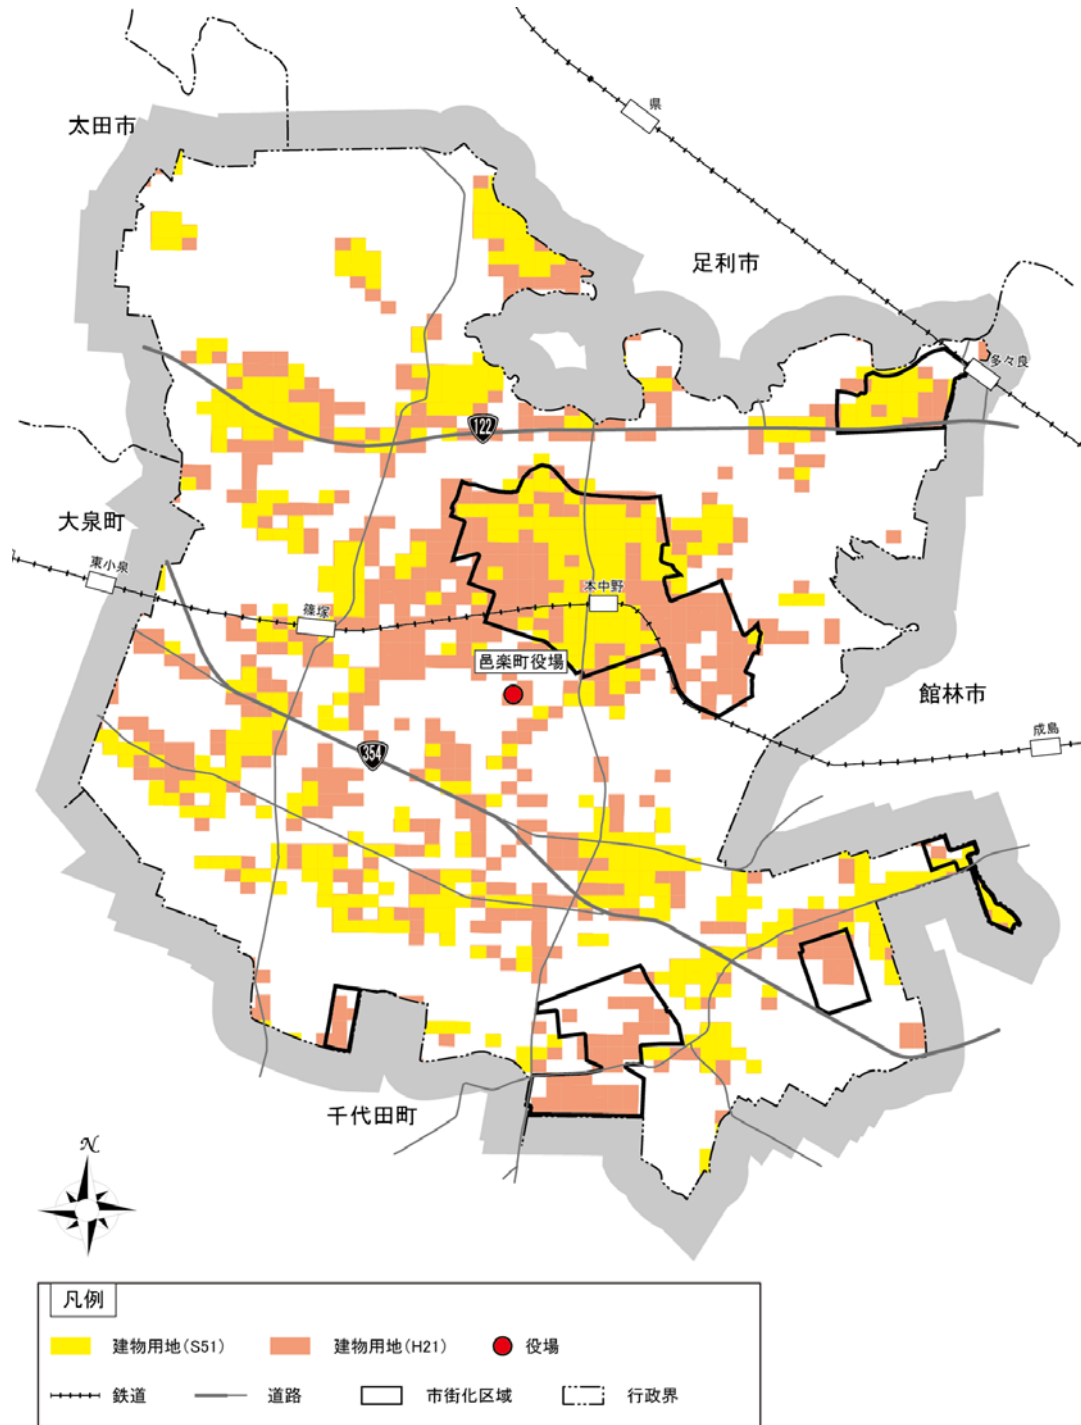 県
太田市
足利市
多々良
122
大泉町
東小泉
篠塚
本中野
邑楽町役場
館林市
成島
354
千代田町
N
凡例
建物用地(S51)
建物用地(H21)
役場
鉄道
道路
市街化区域
行政界